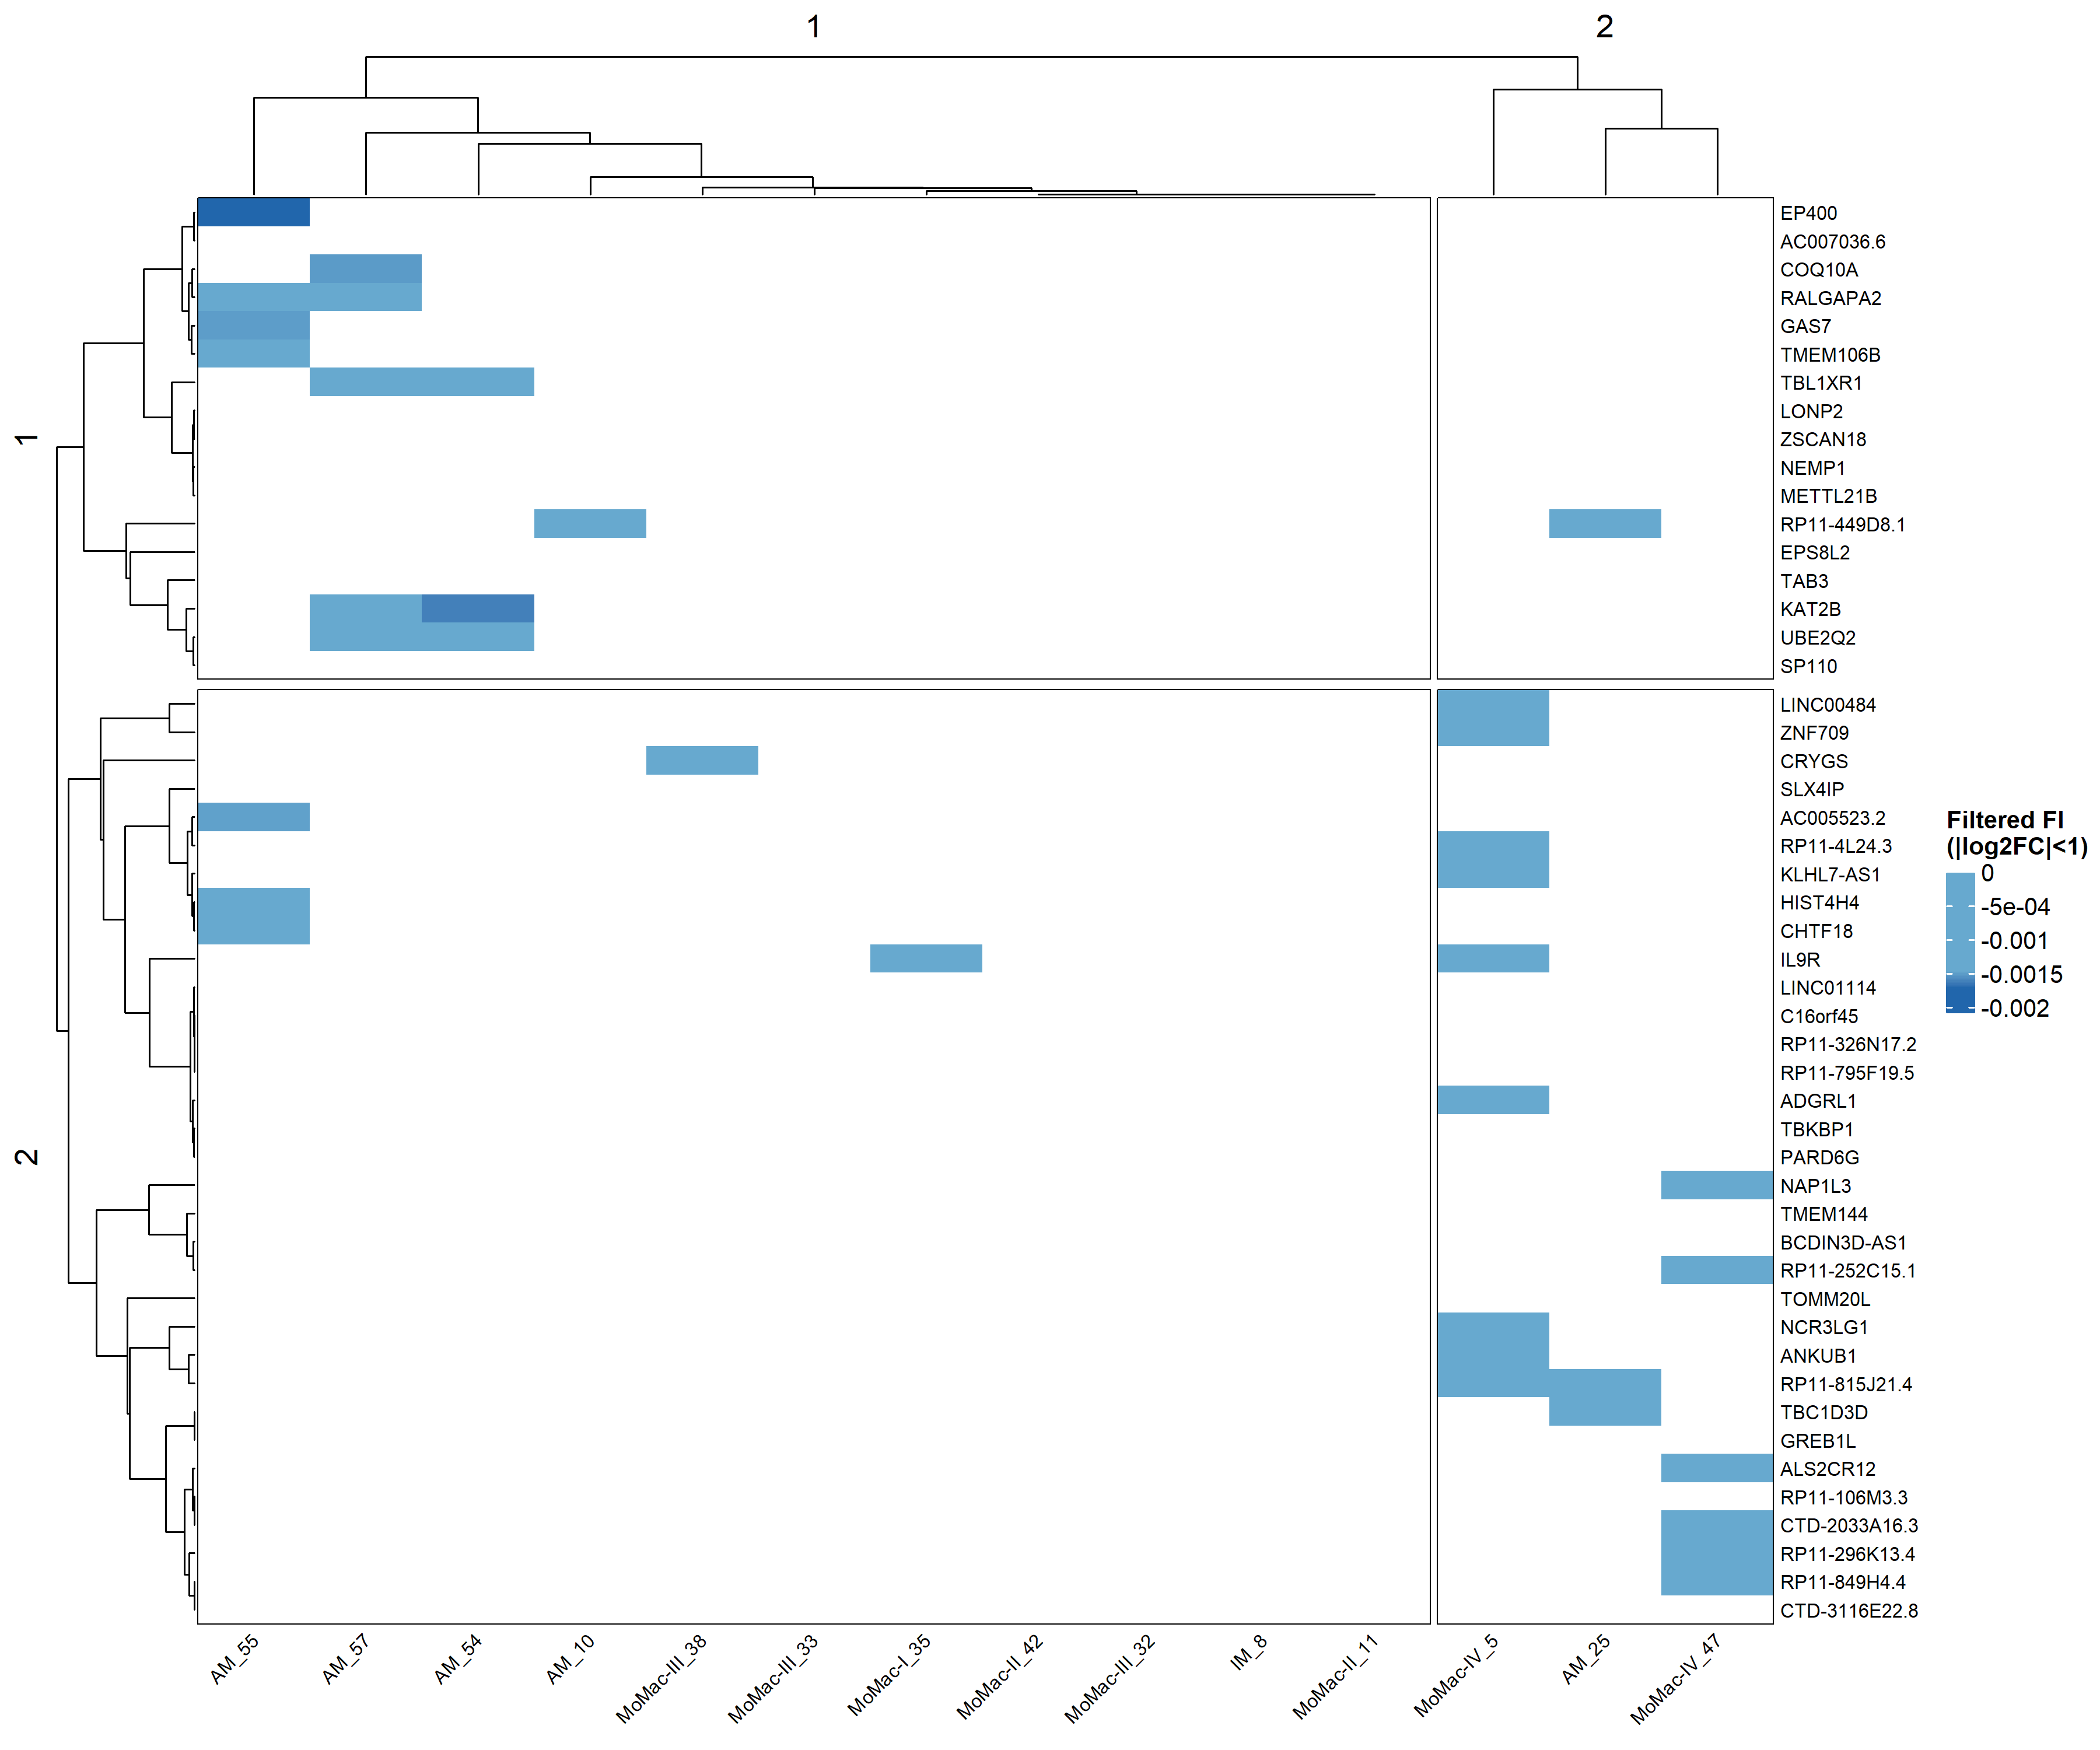 1
2
1
EP400
AC007036.6
COQ10A
RALGAPA2
GAS7
TMEM106B
TBL1XR1
LONP2
ZSCAN18
NEMP1
METTL21B
RP11-449D8.1
EPS8L2
TAB3
KAT2B
UBE2Q2
SP110
2
LINC00484
ZNF709
CRYGS
SLX4IP
AC005523.2
RP11-4L24.3
KLHL7-AS1
HIST4H4
CHTF18
IL9R
LINC01114
C16orf45
RP11-326N17.2
RP11-795F19.5
ADGRL1
TBKBP1
PARD6G
NAP1L3
TMEM144
BCDIN3D-AS1
RP11-252C15.1
TOMM20L
NCR3LG1
ANKUB1
RP11-815J21.4
TBC1D3D
GREB1L
ALS2CR12
RP11-106M3.3
CTD-2033A16.3
RP11-296K13.4
RP11-849H4.4
CTD-3116E22.8
AM_55
AM_57
AM_54
AM_10
MoMac-III_38
MoMac-III_33
MoMac-I_35
MoMac-II_42
MoMac-III_32
IM_8
MoMac-II_11
MoMac-IV_5
AM_25
MoMac-IV_47
Filtered FI
(|log2FC|<1)
0
-5e-04
-0.001
-0.0015
-0.002